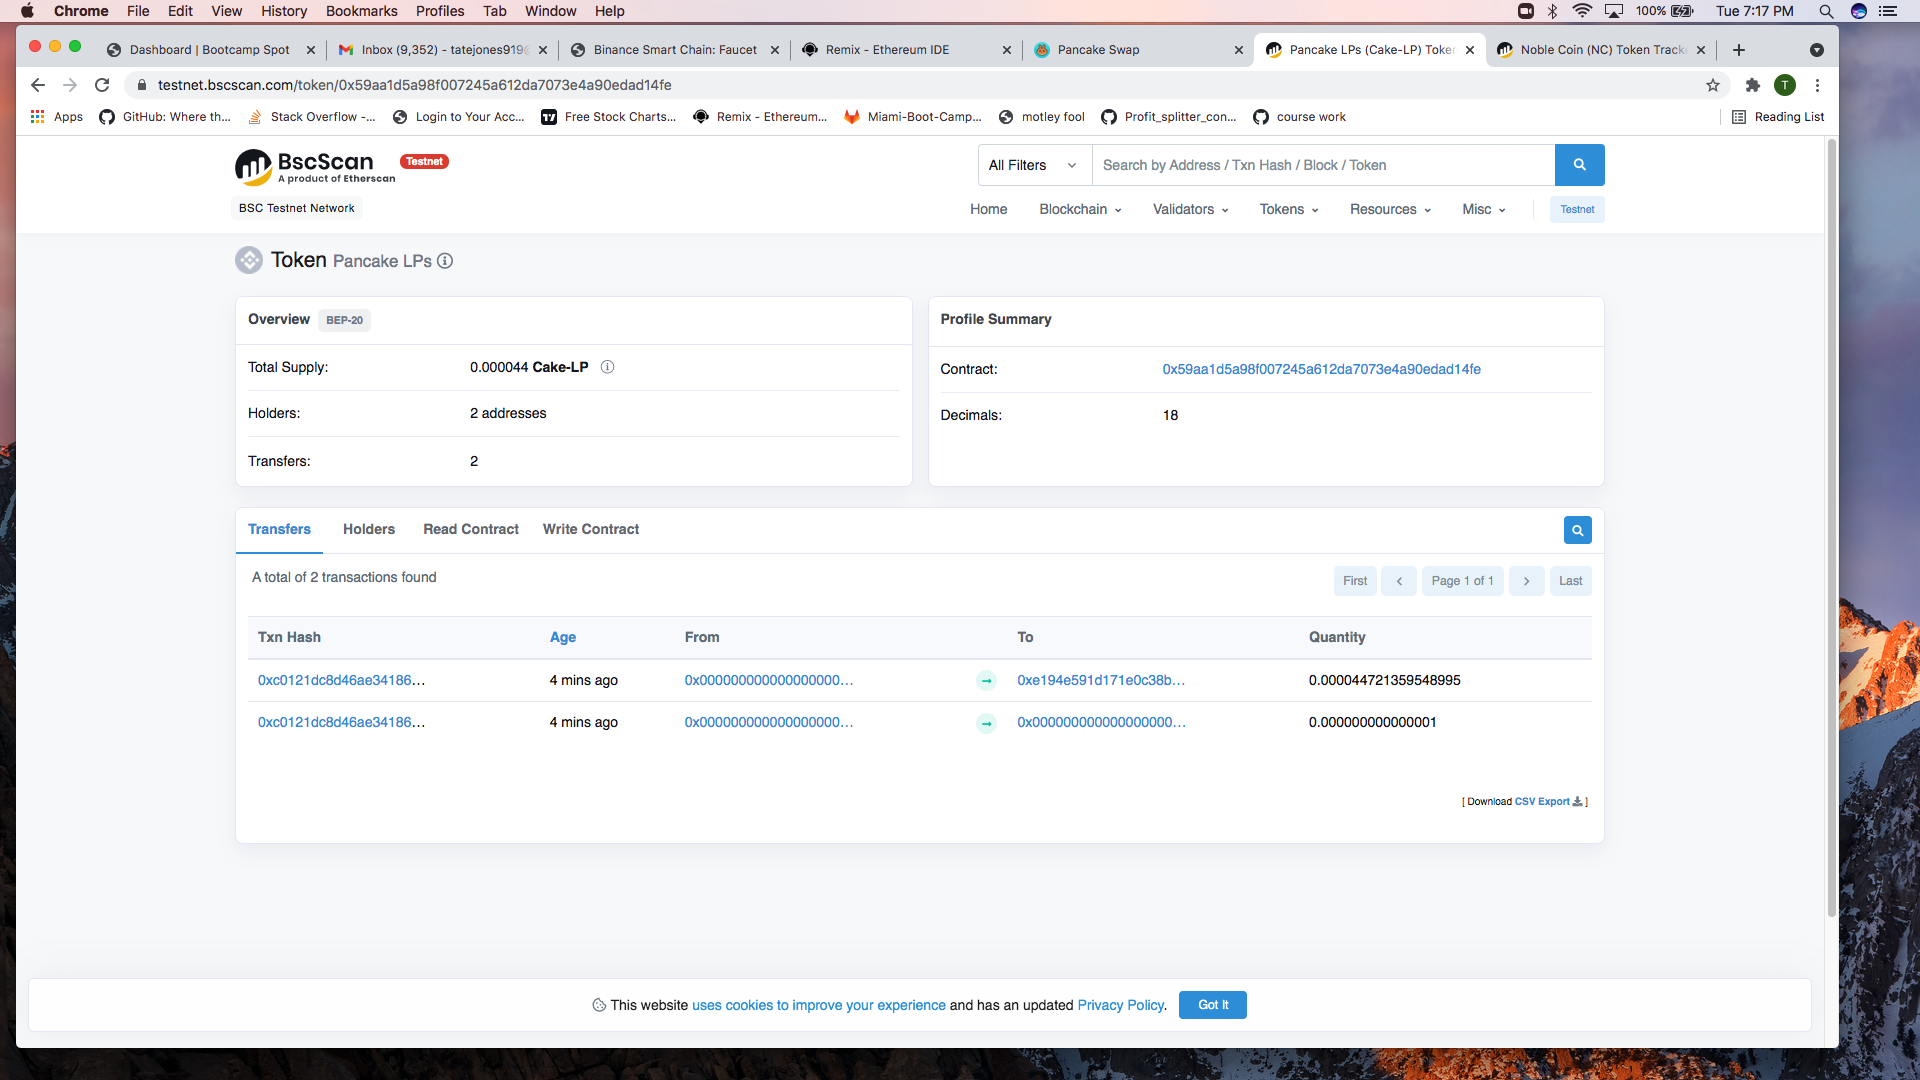 Chrome File Edit View History Bookmarks Profiles Tab Window Help 100% Tue 7:17 PM
Dashboard | Bootcamp Spot Inbox (9,352) - tatejones919@ Binance Smart Chain: Faucet Remix - Ethereum IDE Pancake Swap Pancake LPs (Cake-LP) Token Noble Coin (NC) Token Tracke
testnet.bscscan.com/token/0x59aa1d5a98f007245a612da7073e4a90edad14fe T
Apps GitHub: Where th... Stack Overflow -... Login to Your Acc... Free Stock Charts... Remix - Ethereum... Miami-Boot-Camp... motley fool Profit_splitter_con... course work Reading List
BscScan Testnet
A product of Etherscan
All Filters Search by Address / Txn Hash / Block / Token
BSC Testnet Network
Home Blockchain Validators Tokens Resources Misc Testnet
Token Pancake LPs
Overview BEP-20
Total Supply: 0.000044 Cake-LP
Holders: 2 addresses
Transfers: 2
Profile Summary
Contract: 0x59aa1d5a98f007245a612da7073e4a90edad14fe
Decimals: 18
Transfers Holders Read Contract Write Contract
A total of 2 transactions found
First Page 1 of 1 Last
Txn Hash Age From To Quantity
0xc0121dc8d46ae34186... 4 mins ago 0x000000000000000000... 0xe194e591d171e0c38b... 0.000044721359548995
0xc0121dc8d46ae34186... 4 mins ago 0x000000000000000000... 0x000000000000000000... 0.000000000000001
[ Download CSV Export ]
This website uses cookies to improve your experience and has an updated Privacy Policy. Got It